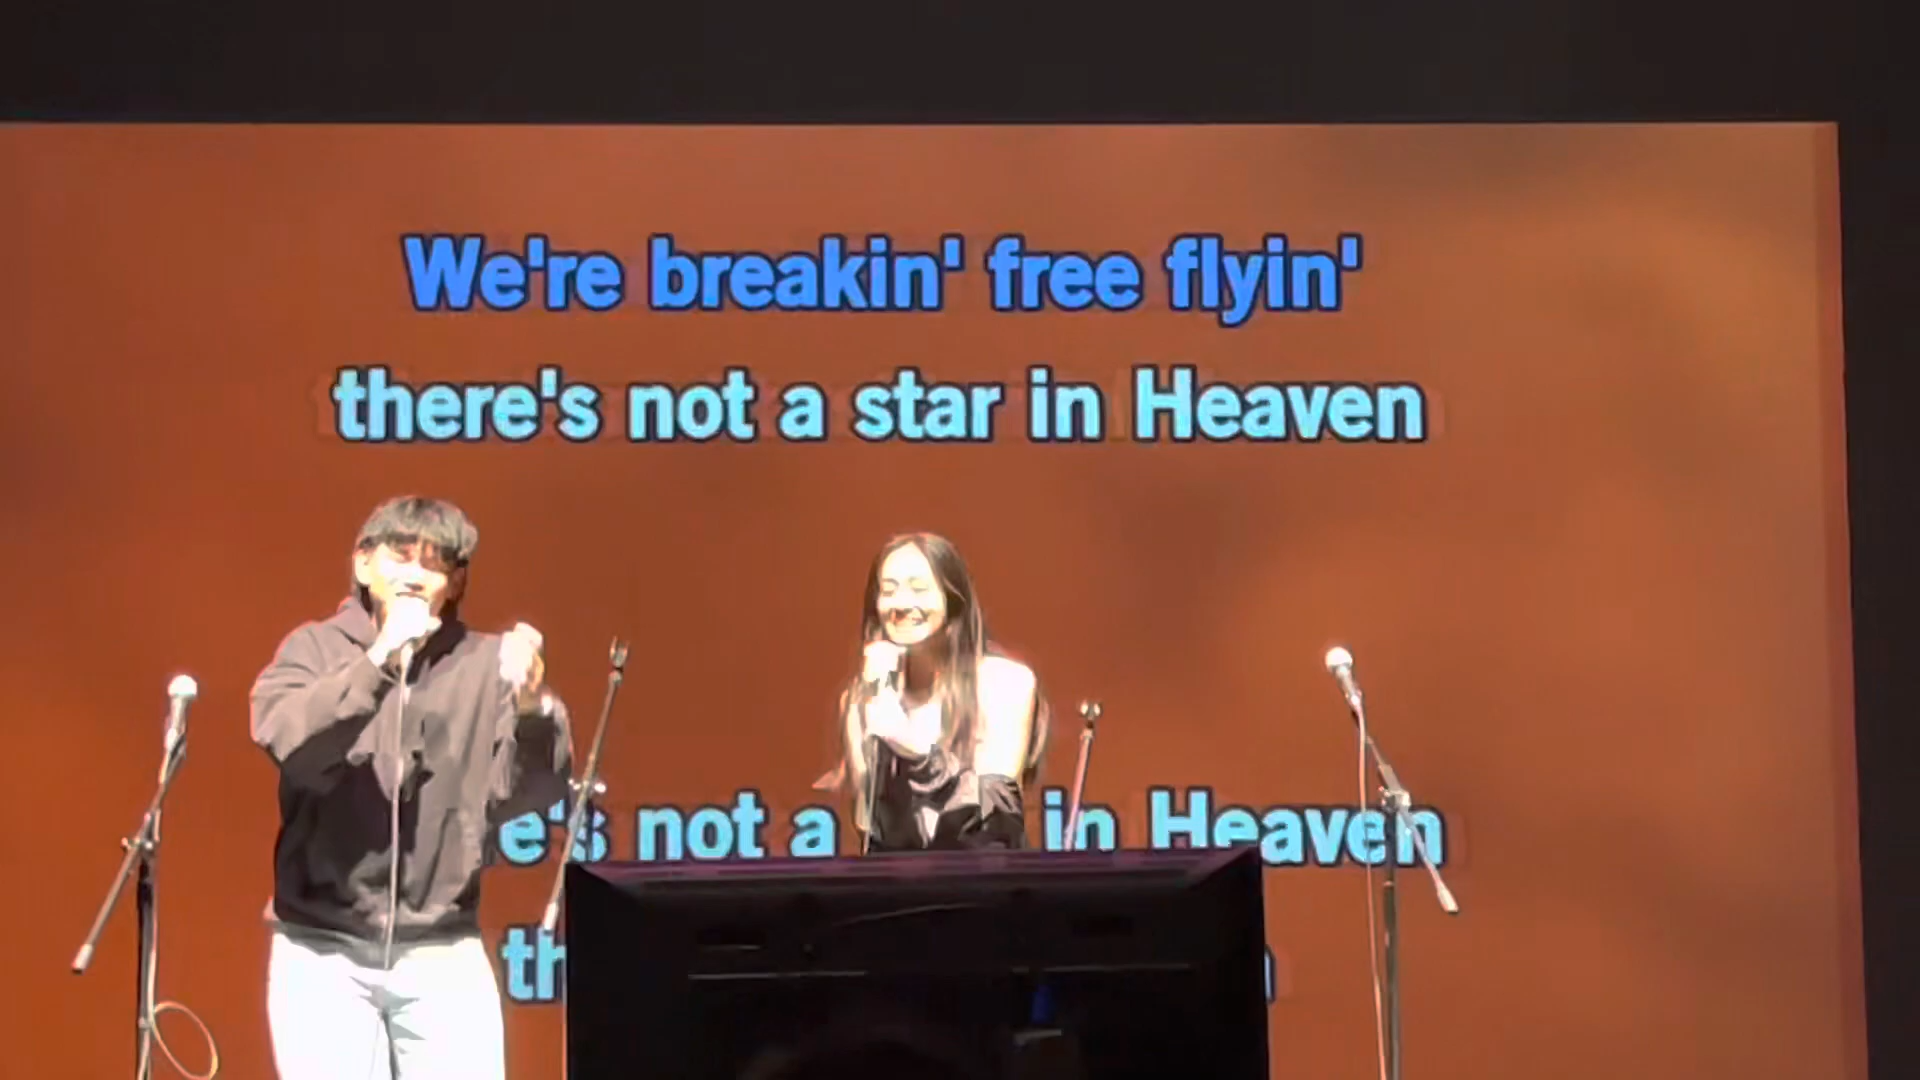 We're breakin' free flyin'
there's not a star in Heaven
not a in Heaven